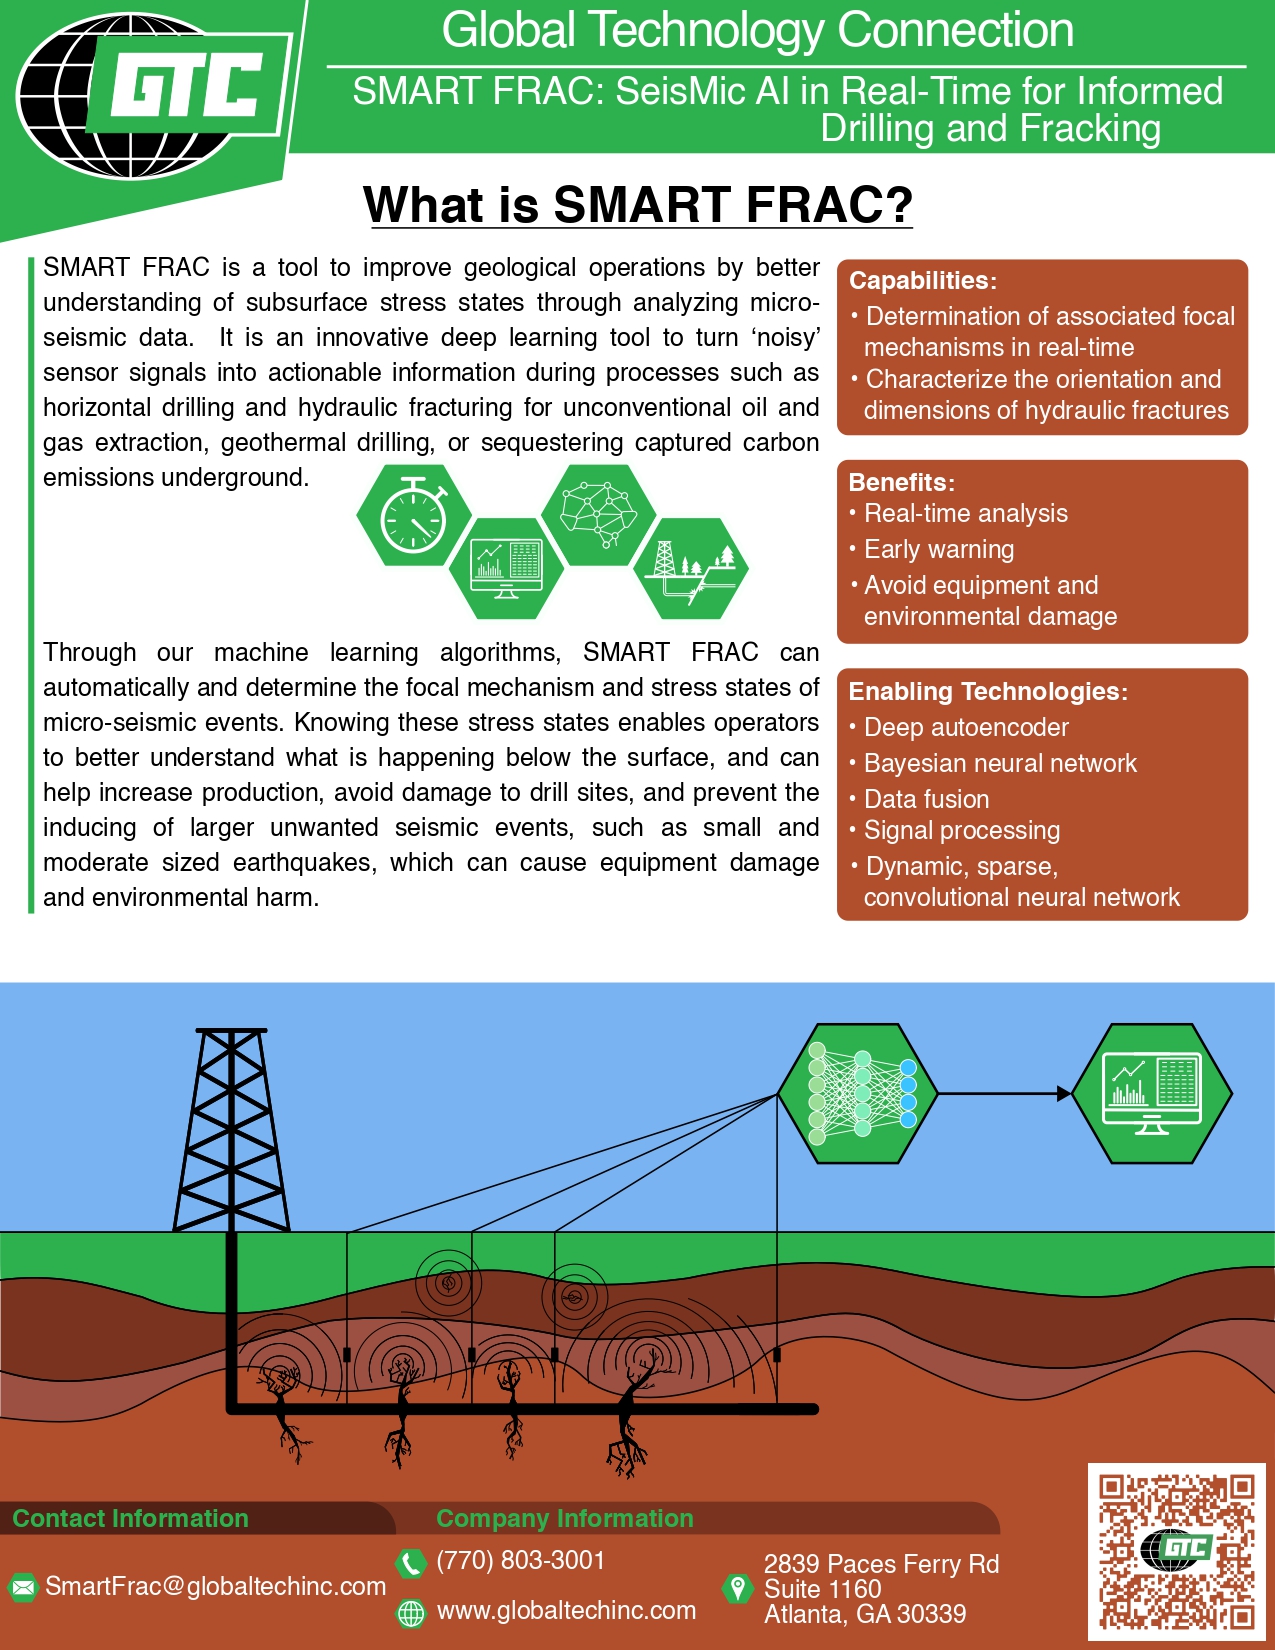 GTC
Global Technology Connection
SMART FRAC: SeisMic AI in Real-Time for Informed
Drilling and Fracking
What is SMART FRAC?
SMART FRAC is a tool to improve geological operations by better
understanding of subsurface stress states through analyzing micro-
seismic data.  It is an innovative deep learning tool to turn ‘noisy’
sensor signals into actionable information during processes such as
horizontal drilling and hydraulic fracturing for unconventional oil and
gas extraction, geothermal drilling, or sequestering captured carbon
emissions underground.
Through our machine learning algorithms, SMART FRAC can
automatically and determine the focal mechanism and stress states of
micro-seismic events. Knowing these stress states enables operators
to better understand what is happening below the surface, and can
help increase production, avoid damage to drill sites, and prevent the
inducing of larger unwanted seismic events, such as small and
moderate sized earthquakes, which can cause equipment damage
and environmental harm.
Capabilities:
• Determination of associated focal
mechanisms in real-time
• Characterize the orientation and
dimensions of hydraulic fractures
Benefits:
• Real-time analysis
• Early warning
• Avoid equipment and
environmental damage
Enabling Technologies:
• Deep autoencoder
• Bayesian neural network
• Data fusion
• Signal processing
• Dynamic, sparse,
convolutional neural network
Contact Information
SmartFrac@globaltechinc.com
Company Information
(770) 803-3001
www.globaltechinc.com
2839 Paces Ferry Rd
Suite 1160
Atlanta, GA 30339
GTC